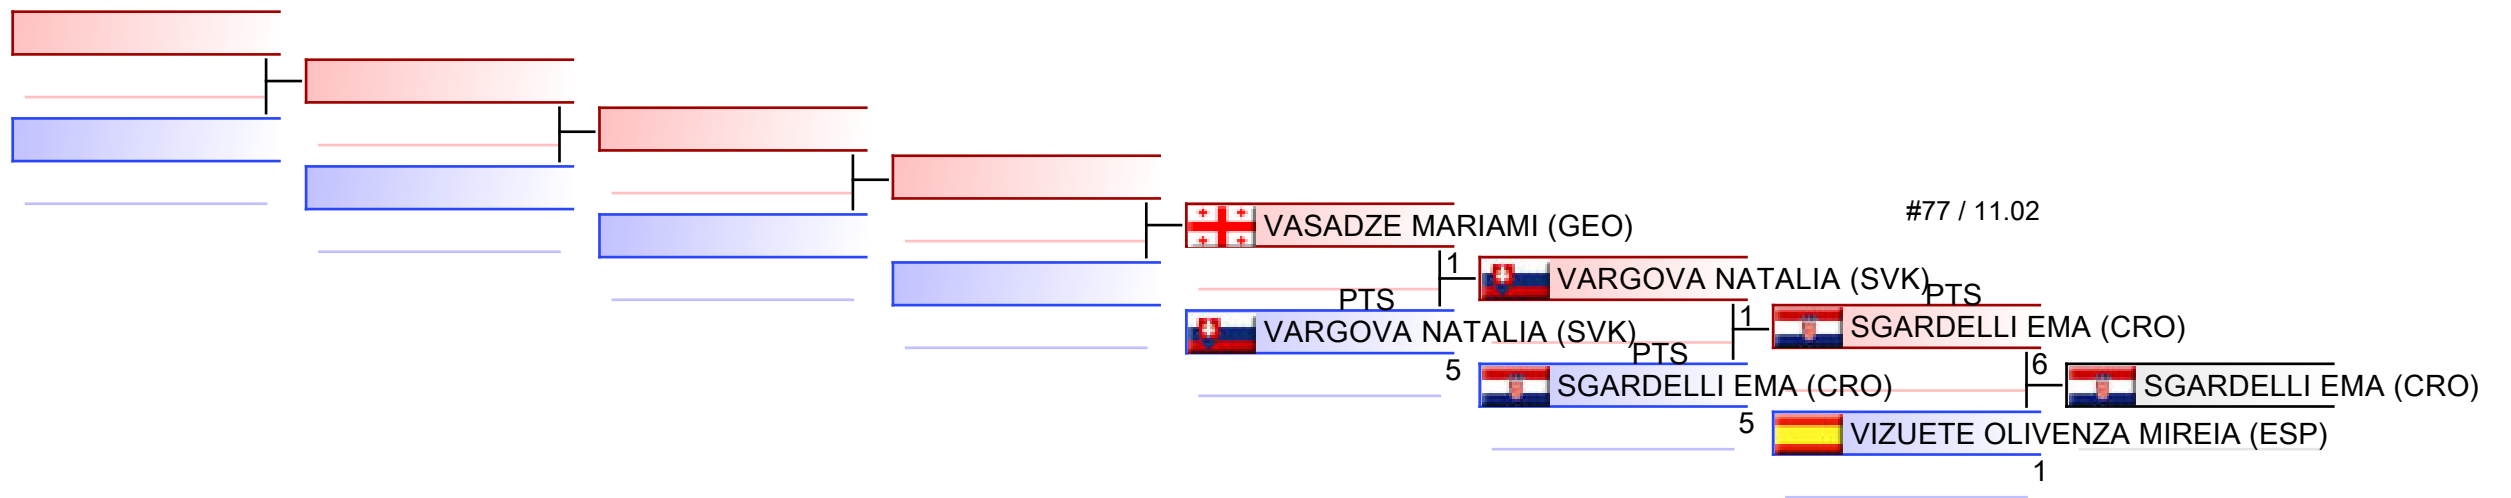 #77 / 11.02
VASADZE MARIAMI (GEO)
1
PTS
VARGOVA NATALIA (SVK)
5
VARGOVA NATALIA (SVK)
1
PTS
SGARDELLI EMA (CRO)
5
PTS
SGARDELLI EMA (CRO)
6
VIZUETE OLIVENZA MIREIA (ESP)
1
SGARDELLI EMA (CRO)